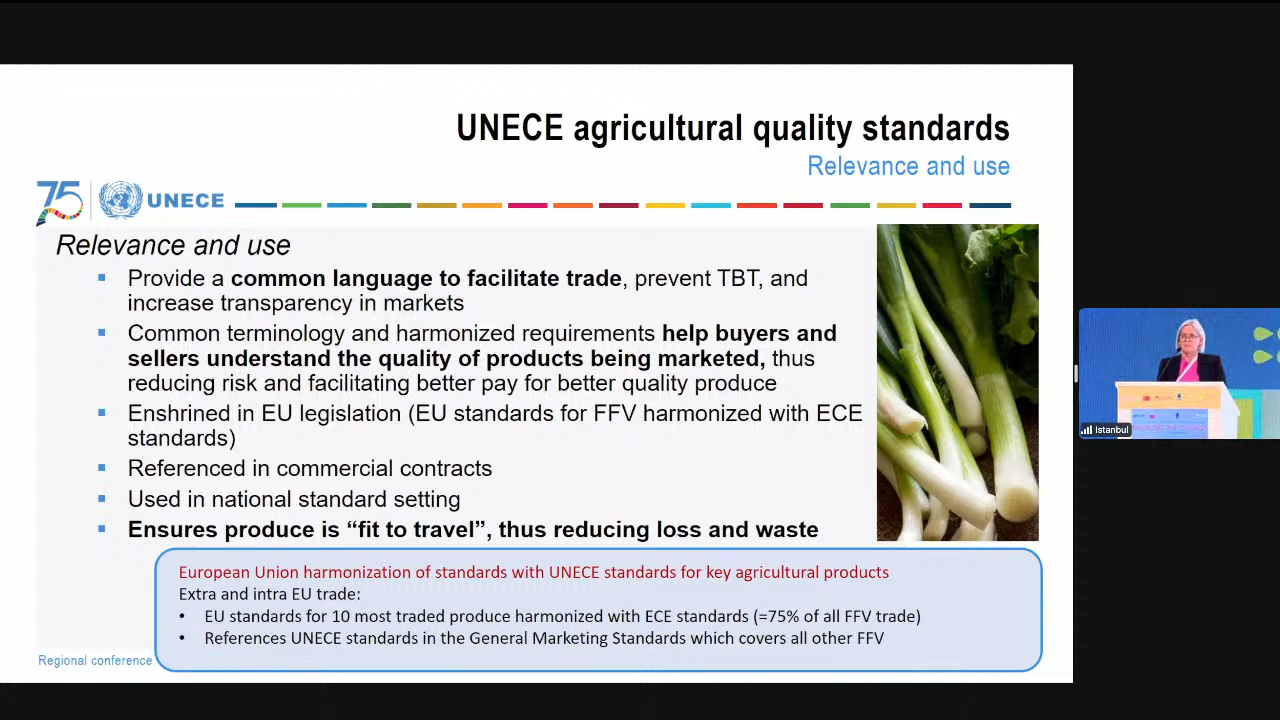 UNECE agricultural quality standards
Relevance and use
75
UNECE
Relevance and use
Provide a common language to facilitate trade, prevent TBT, and
increase transparency in markets
Common terminology and harmonized requirements help buyers and
sellers understand the quality of products being marketed, thus
reducing risk and facilitating better pay for better quality produce
Enshrined in EU legislation (EU standards for FFV harmonized with ECE
standards)
Referenced in commercial contracts
Used in national standard setting
Ensures produce is “fit to travel”, thus reducing loss and waste
European Union harmonization of standards with UNECE standards for key agricultural products
Extra and intra EU trade:
• EU standards for 10 most traded produce harmonized with ECE standards (=75% of all FFV trade)
• References UNECE standards in the General Marketing Standards which covers all other FFV
Regional conference
Istanbul